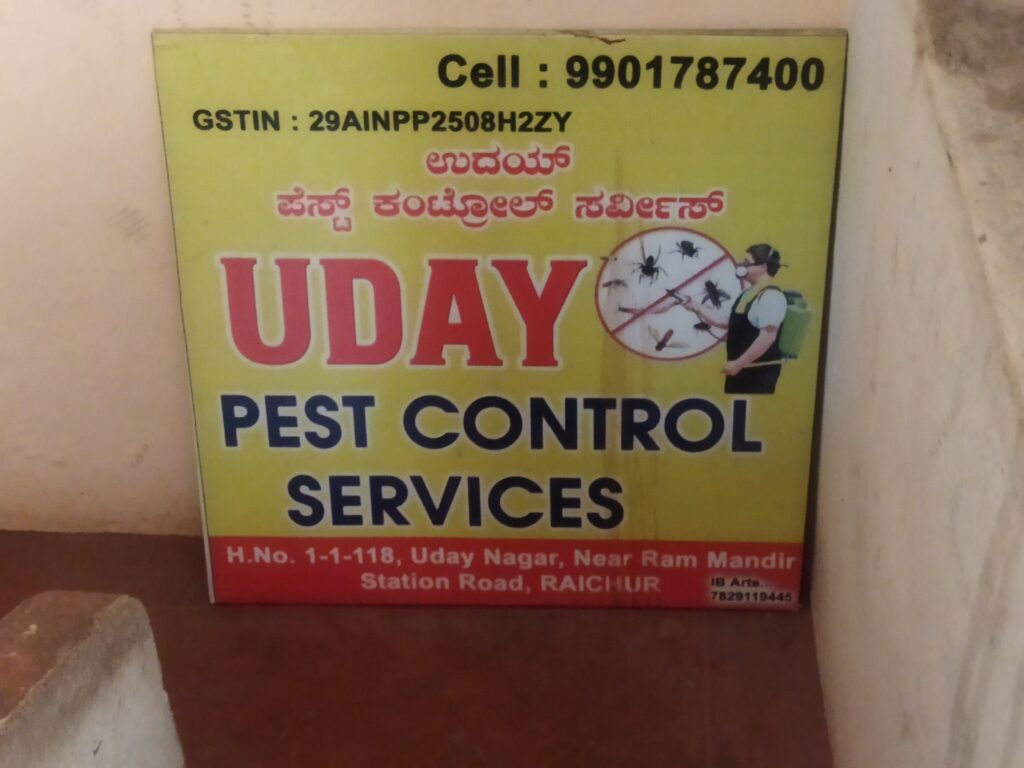 Cell : 9901787400
GSTIN : 29AINPP2508H2ZY
ಉದಯ್
ಪೆಸ್ಟ್ ಕಂಟ್ರೋಲ್ ಸರ್ವೀಸ್
UDAY
PEST CONTROL
SERVICES
H.No. 1-1-118, Uday Nagar, Near Ram Mandir
Station Road, RAICHUR
IB Arts...
7829119445